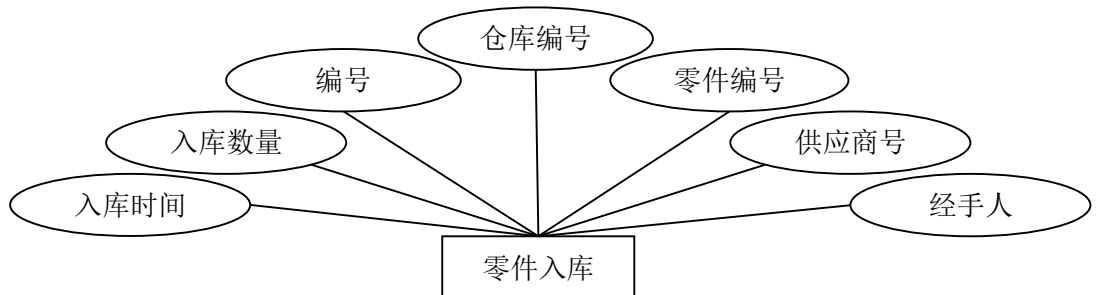 仓库编号
编号
零件编号
入库数量
供应商号
入库时间
经手人
零件入库